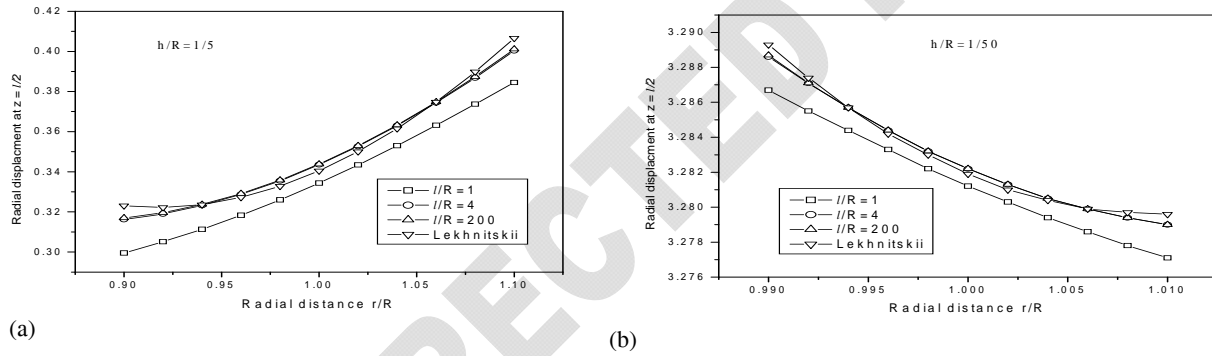 h/R = 1/5
Radial displacment at z = l/2
0.42
0.40
0.38
0.36
0.34
0.32
0.30
l/R = 1
l/R = 4
l/R = 200
Lekhnitskii
0.90
0.95
1.00
1.05
1.10
Radial distance r/R
(a)
h/R = 1/50
Radial displacment at z = l/2
3.290
3.288
3.286
3.284
3.282
3.280
3.278
3.276
l/R = 1
l/R = 4
l/R = 200
Lekhnitskii
0.990
0.995
1.000
1.005
1.010
Radial distance r/R
(b)
PECTED